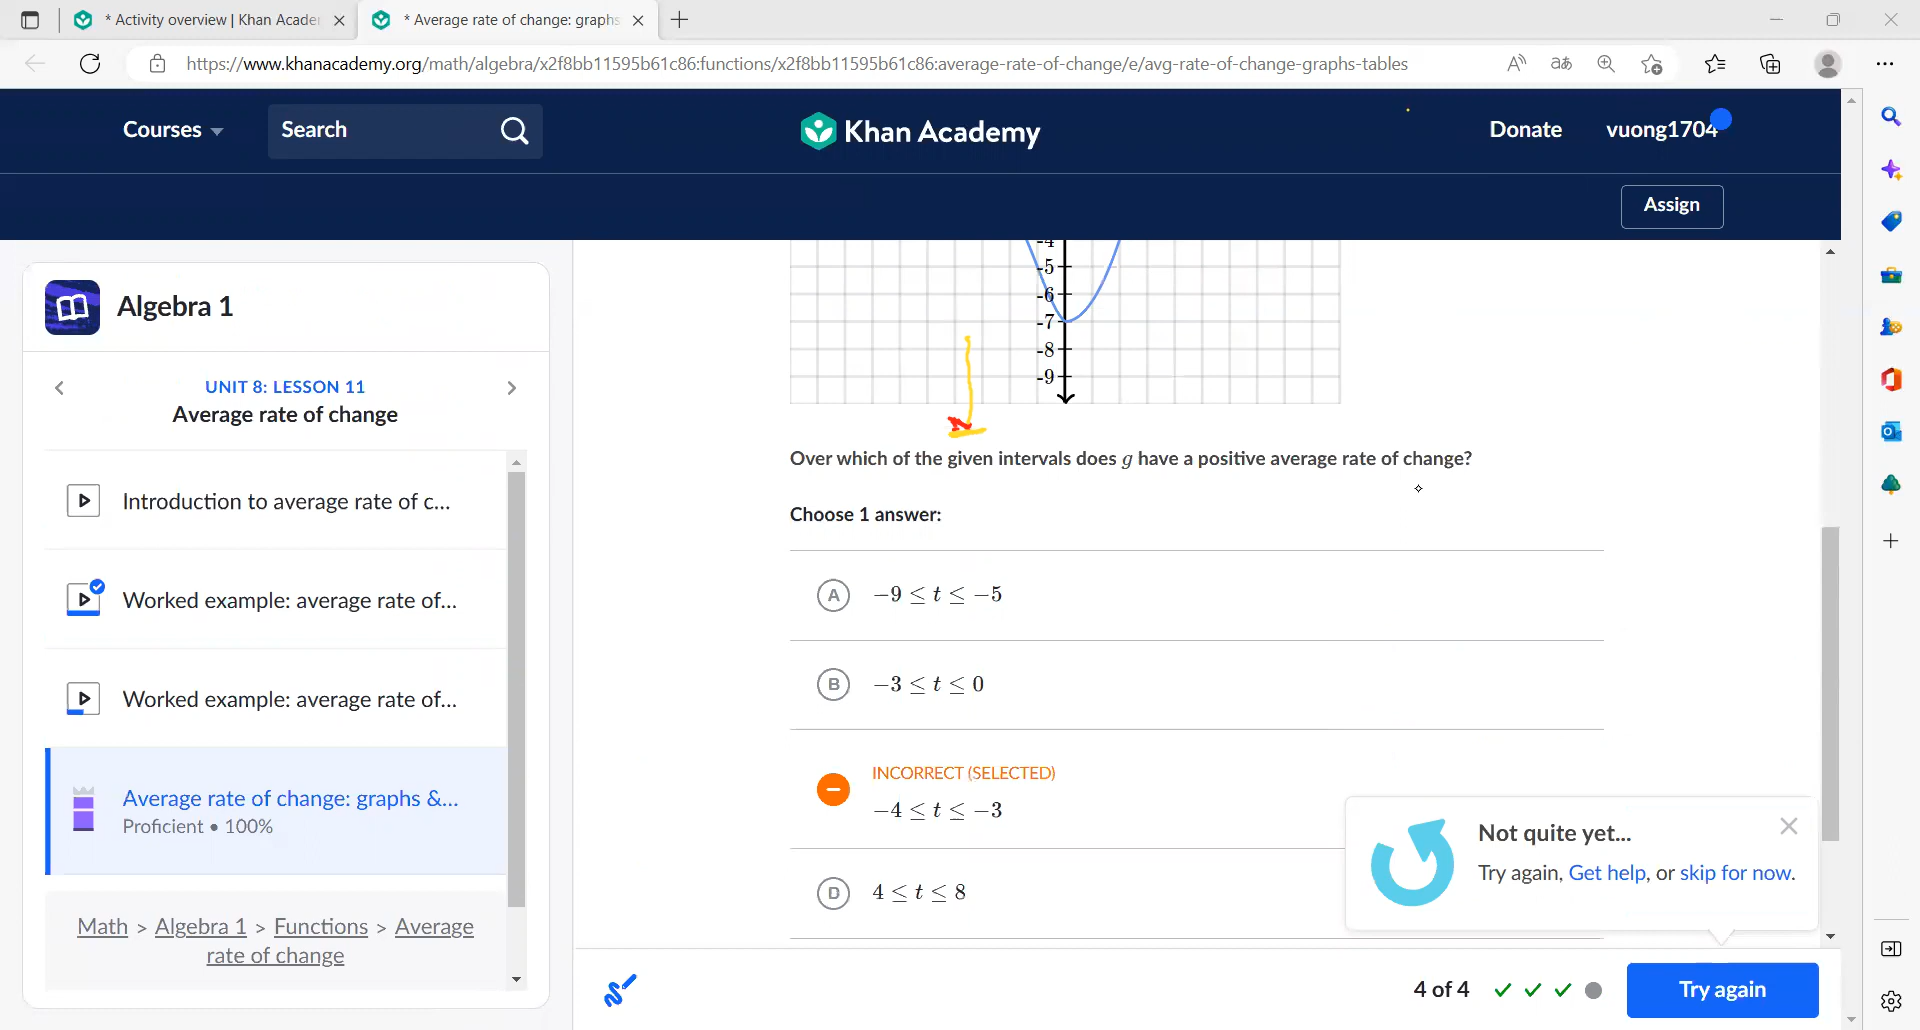 * Activity overview | Khan Acade
* Average rate of change: graphs
https://www.khanacademy.org/math/algebra/x2f8bb11595b61c86:functions/x2f8bb11595b61c86:average-rate-of-change/e/avg-rate-of-change-graphs-tables
Courses
Search
Khan Academy
Donate
vuong1704
Assign
Algebra 1
UNIT 8: LESSON 11
Average rate of change
Introduction to average rate of c...
Worked example: average rate of...
Worked example: average rate of...
Average rate of change: graphs &...
Proficient • 100%
Math > Algebra 1 > Functions > Average
rate of change
-4
-5
-6
-7
-8
-9
Over which of the given intervals does g have a positive average rate of change?
Choose 1 answer:
A −9 ≤ t ≤ −5
B −3 ≤ t ≤ 0
INCORRECT (SELECTED)
−4 ≤ t ≤ −3
D 4 ≤ t ≤ 8
Not quite yet...
Try again, Get help, or skip for now.
4 of 4
Try again